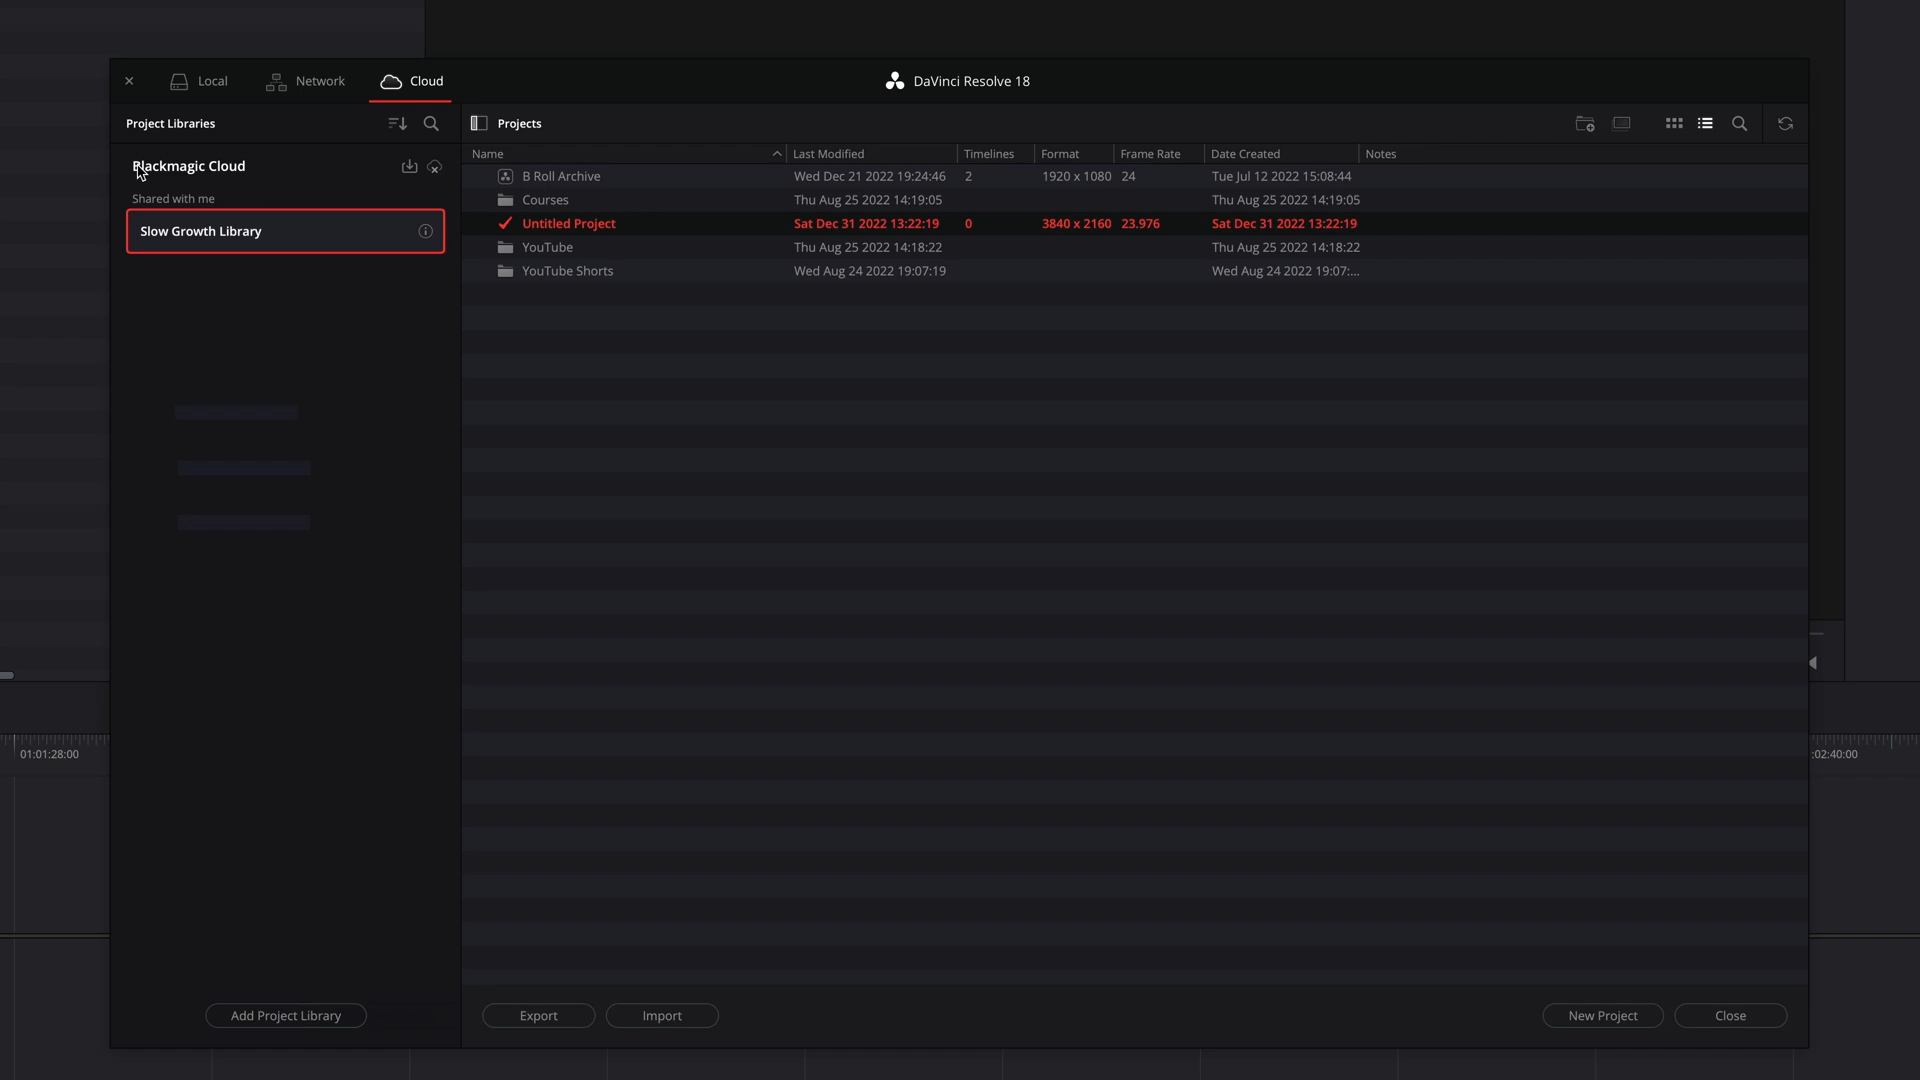 Local Network Cloud DaVinci Resolve 18
Project Libraries Projects
Name Last Modified Timelines Format Frame Rate Date Created Notes
Blackmagic Cloud
B Roll Archive Wed Dec 21 2022 19:24:46 2 1920 x 1080 24 Tue Jul 12 2022 15:08:44
Shared with me
Courses Thu Aug 25 2022 14:19:05 Thu Aug 25 2022 14:19:05
Slow Growth Library
Untitled Project Sat Dec 31 2022 13:22:19 0 3840 x 2160 23.976 Sat Dec 31 2022 13:22:19
YouTube Thu Aug 25 2022 14:18:22 Thu Aug 25 2022 14:18:22
YouTube Shorts Wed Aug 24 2022 19:07:19 Wed Aug 24 2022 19:07:...
01:01:28:00 :02:40:00
Add Project Library Export Import New Project Close